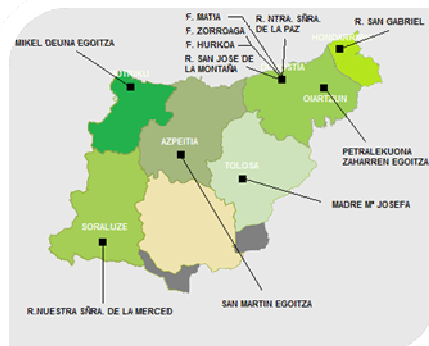 F. MATIA
F. ZORROAGA
F. HURKOA
R. SAN JOSE DE
LA MONTAÑA
R. NTRA. SÑRA.
DE LA PAZ
R. SAN GABRIEL
MIKEL DEUNA EGOITZA
OIARTZUN
AZPEITIA
TOLOSA
PETRALEKUONA
ZAHARREN EGOITZA
MADRE Mª JOSEFA
SORALUZE
SAN MARTIN EGOITZA
R.NUESTRA SÑRA. DE LA MERCED